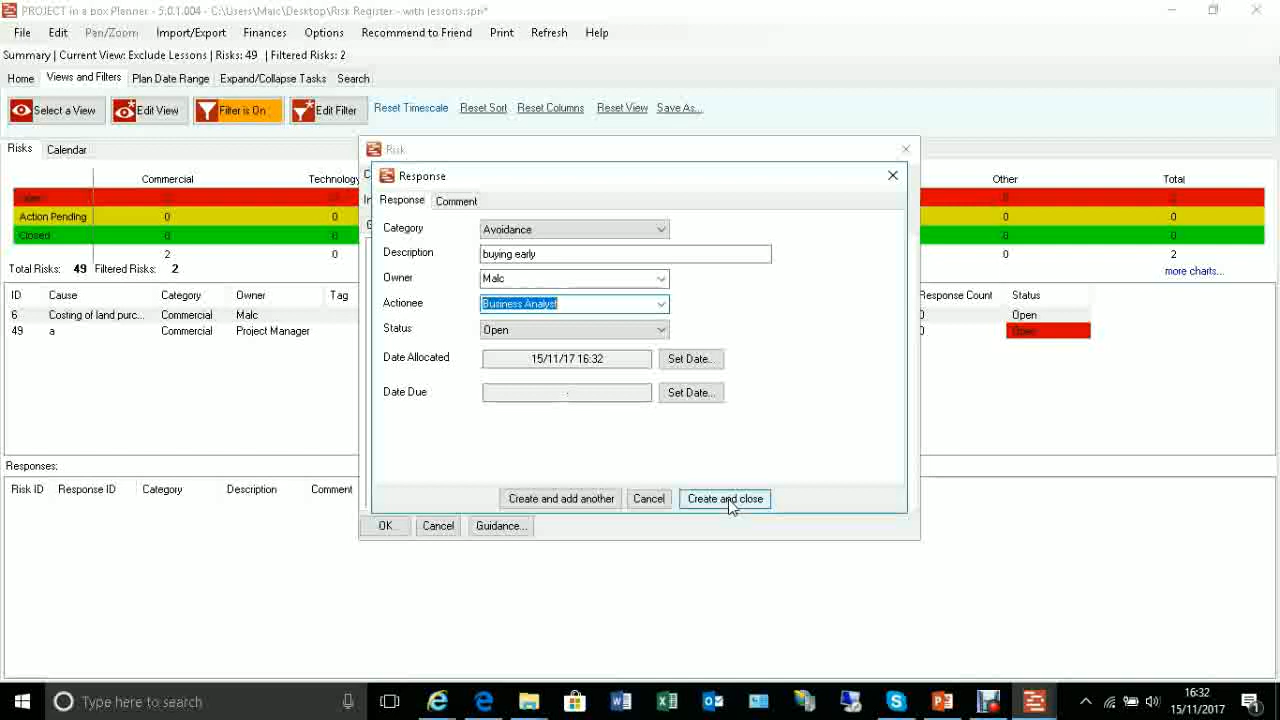 PROJECT in a box Planner - 5.0.1.004 - C:\Users\Malc\Desktop\Risk Register - with lessons.spr*
File Edit Pan/Zoom Import/Export Finances Options Recommend to Friend Print Refresh Help
Summary | Current View: Exclude Lessons | Risks: 49 | Filtered Risks: 2
Home Views and Filters Plan Date Range Expand/Collapse Tasks Search
Select a View Edit View Filter is On Edit Filter Reset Timescale Reset Sort Reset Columns Reset View Save As...
Risks Calendar
Risk
Response
Commercial Technology Other Total
Response Comment
Action Pending 0 0 0 0
Closed 0 0 0 0
2 0 0 2
Total Risks: 49 Filtered Risks: 2
more charts...
Category Avoidance
Description buying early
Owner Malc
Actionee Business Analyst
Status Open
Date Allocated 15/11/17 16:32 Set Date...
Date Due Set Date...
Create and add another Cancel Create and close
OK Cancel Guidance...
ID Cause Category Owner Tag Response Count Status
6 Costing of land purc... Commercial Malc 0 Open
49 a Commercial Project Manager 0 Open
Responses:
Risk ID Response ID Category Description Comment
Type here to search
16:32
15/11/2017
1